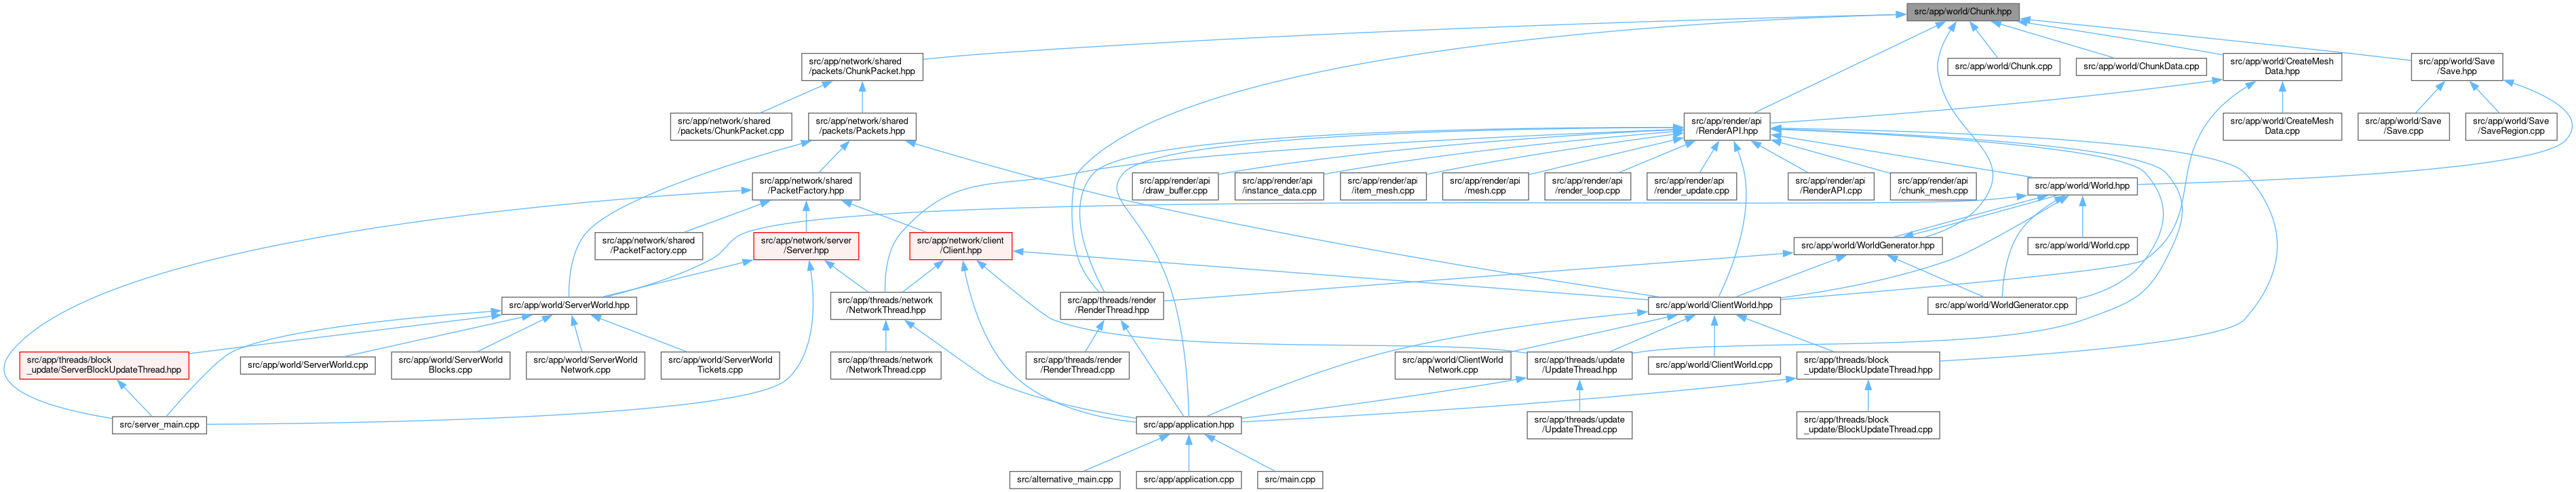 src/app/world/Chunk.hpp
src/app/network/shared
/packets/ChunkPacket.hpp
src/app/world/Chunk.cpp
src/app/world/ChunkData.cpp
src/app/world/CreateMesh
Data.hpp
src/app/world/Save
/Save.hpp
src/app/network/shared
/packets/ChunkPacket.cpp
src/app/network/shared
/packets/Packets.hpp
src/app/render/api
/RenderAPI.hpp
src/app/world/CreateMesh
Data.cpp
src/app/world/Save
/Save.cpp
src/app/world/Save
/SaveRegion.cpp
src/app/network/shared
/PacketFactory.hpp
src/app/render/api
/draw_buffer.cpp
src/app/render/api
/instance_data.cpp
src/app/render/api
/item_mesh.cpp
src/app/render/api
/mesh.cpp
src/app/render/api
/render_loop.cpp
src/app/render/api
/render_update.cpp
src/app/render/api
/RenderAPI.cpp
src/app/render/api
/chunk_mesh.cpp
src/app/world/World.hpp
src/app/network/shared
/PacketFactory.cpp
src/app/network/server
/Server.hpp
src/app/network/client
/Client.hpp
src/app/world/WorldGenerator.hpp
src/app/world/World.cpp
src/app/world/ServerWorld.hpp
src/app/threads/network
/NetworkThread.hpp
src/app/threads/render
/RenderThread.hpp
src/app/world/ClientWorld.hpp
src/app/world/WorldGenerator.cpp
src/app/threads/block
_update/ServerBlockUpdateThread.hpp
src/app/world/ServerWorld.cpp
src/app/world/ServerWorld
Blocks.cpp
src/app/world/ServerWorld
Network.cpp
src/app/world/ServerWorld
Tickets.cpp
src/app/threads/network
/NetworkThread.cpp
src/app/threads/render
/RenderThread.cpp
src/app/world/ClientWorld
Network.cpp
src/app/threads/update
/UpdateThread.hpp
src/app/world/ClientWorld.cpp
src/app/threads/block
_update/BlockUpdateThread.hpp
src/server_main.cpp
src/app/application.hpp
src/app/threads/update
/UpdateThread.cpp
src/app/threads/block
_update/BlockUpdateThread.cpp
src/alternative_main.cpp
src/app/application.cpp
src/main.cpp